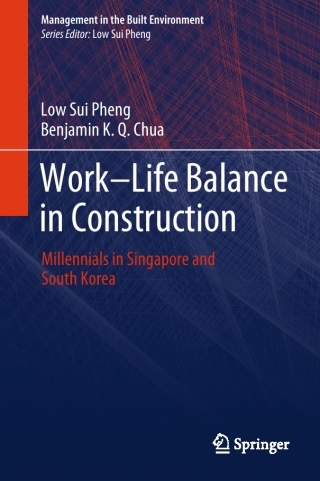 Management in the Built Environment
Series Editor: Low Sui Pheng
Low Sui Pheng
Benjamin K. Q. Chua
Work–Life Balance
in Construction
Millennials in Singapore and
South Korea
Springer